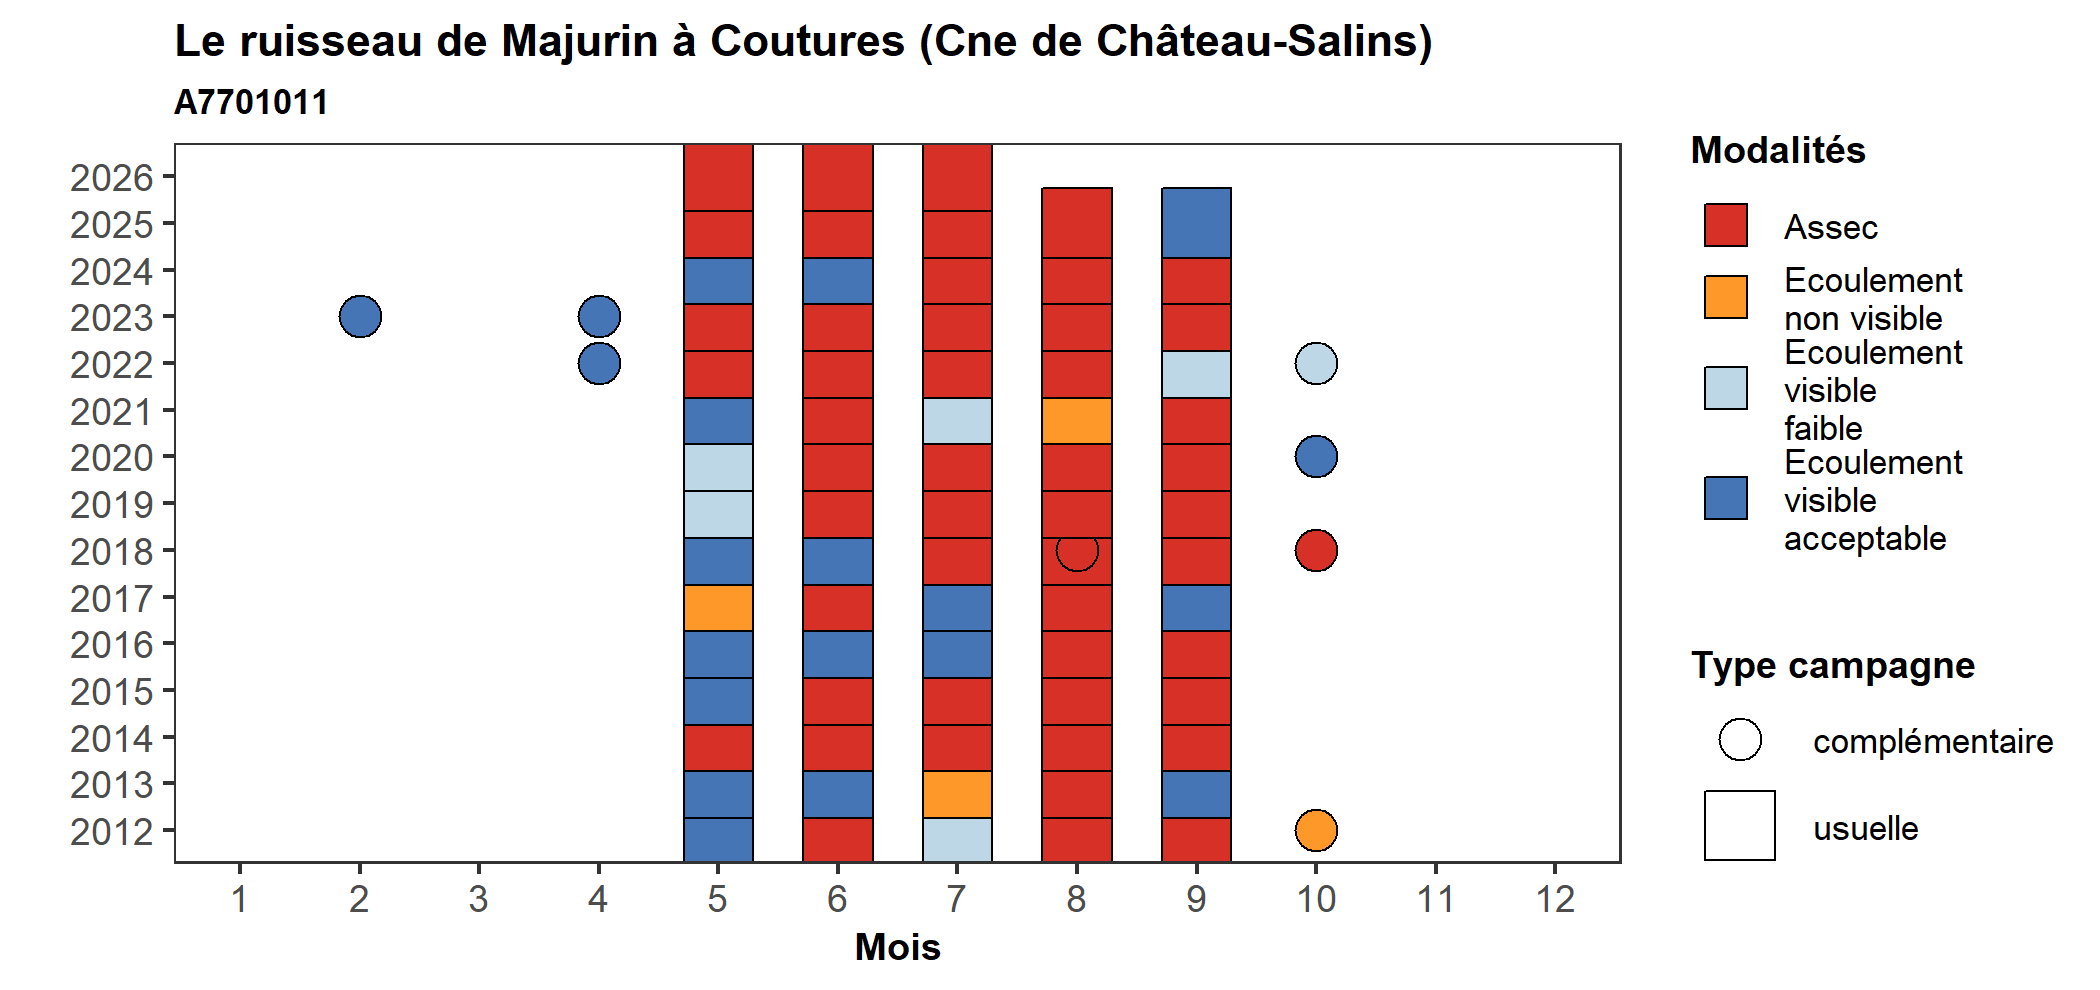 Le ruisseau de Majurin à Coutures (Cne de Château-Salins)
A7701011
2026
2025
2024
2023
2022
2021
2020
2019
2018
2017
2016
2015
2014
2013
2012
1 2 3 4 5 6 7 8 9 10 11 12
Mois
Modalités
Assec
Ecoulement
non visible
Ecoulement
visible
faible
Ecoulement
visible
acceptable
Type campagne
complémentaire
usuelle